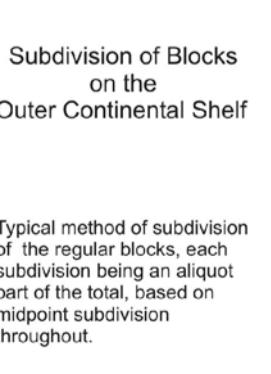 Subdivision of Blocks
on the
Outer Continental Shelf
Typical method of subdivision
of the regular blocks, each
subdivision being an aliquot
part of the total, based on
midpoint subdivision
throughout.